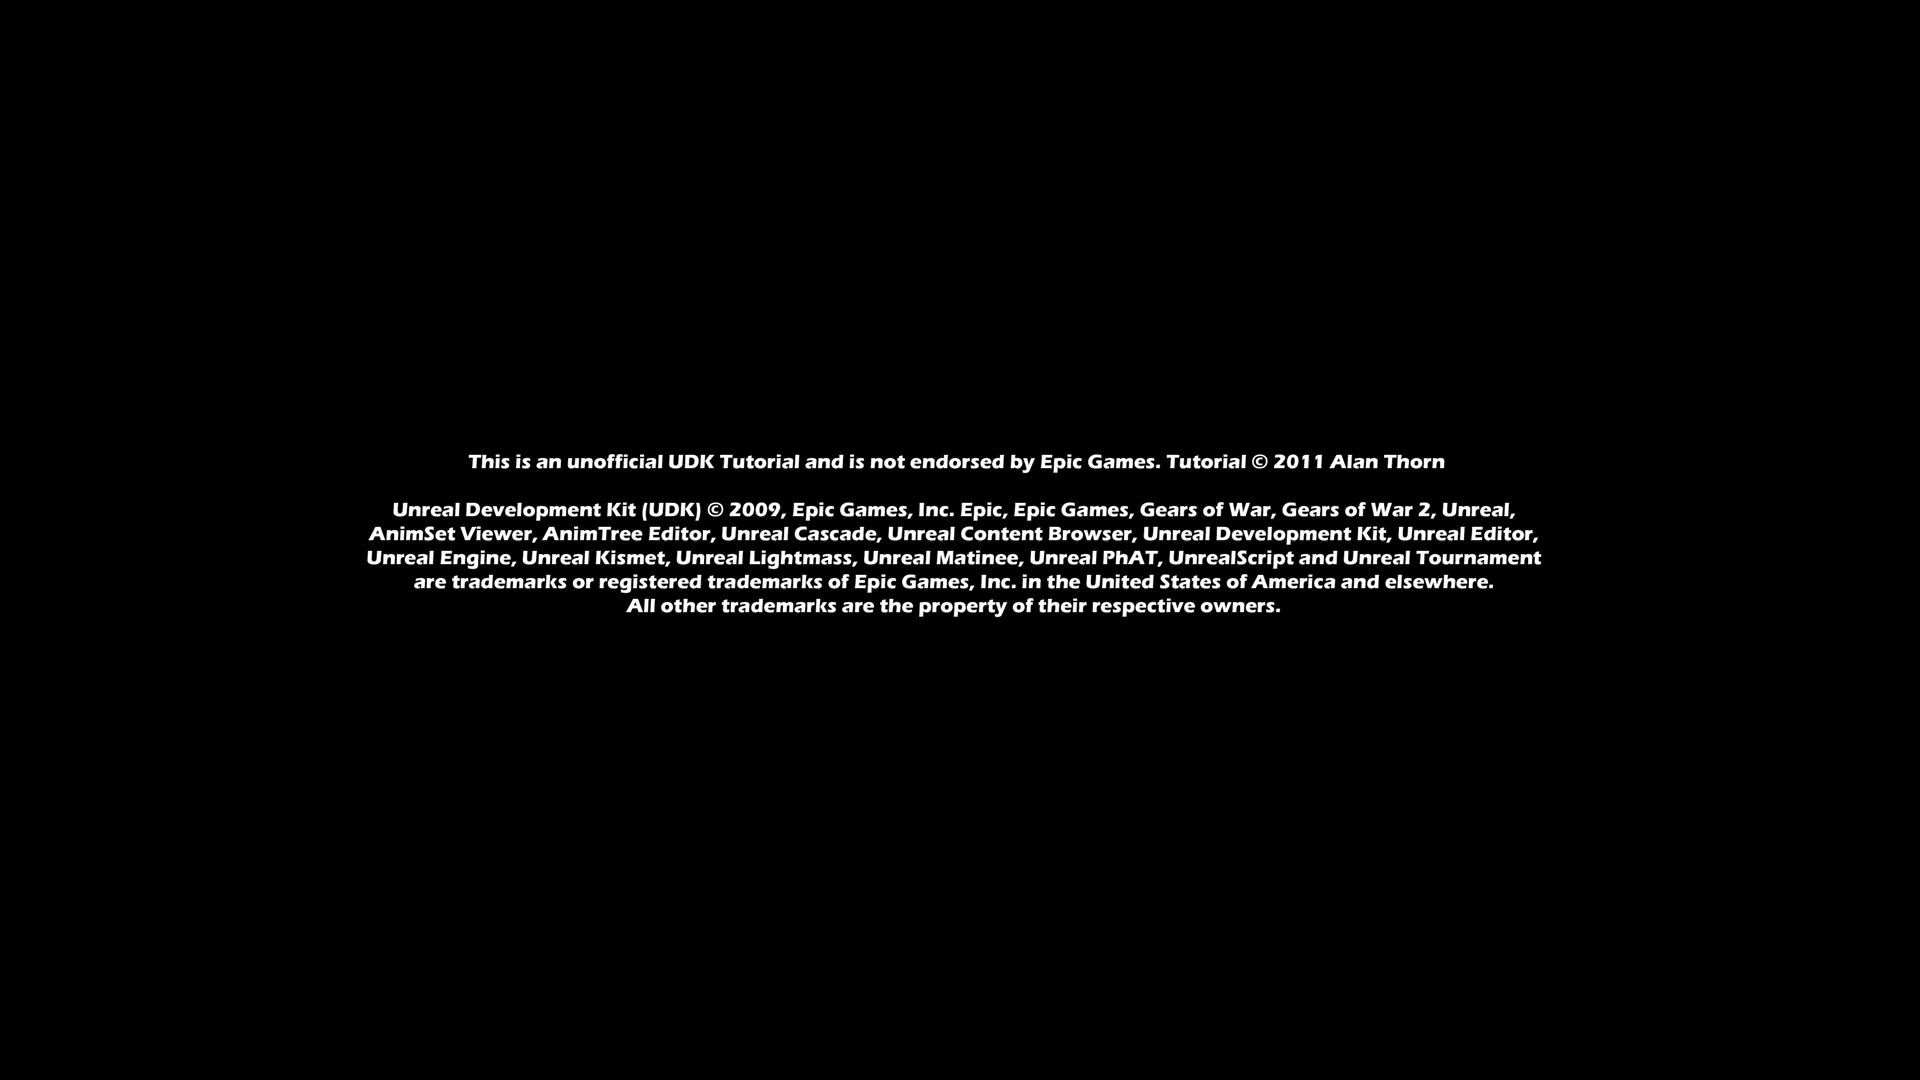 This is an unofficial UDK Tutorial and is not endorsed by Epic Games. Tutorial © 2011 Alan Thorn
Unreal Development Kit (UDK) © 2009, Epic Games, Inc. Epic, Epic Games, Gears of War, Gears of War 2, Unreal,
AnimSet Viewer, AnimTree Editor, Unreal Cascade, Unreal Content Browser, Unreal Development Kit, Unreal Editor,
Unreal Engine, Unreal Kismet, Unreal Lightmass, Unreal Matinee, Unreal PhAT, UnrealScript and Unreal Tournament
are trademarks or registered trademarks of Epic Games, Inc. in the United States of America and elsewhere.
All other trademarks are the property of their respective owners.